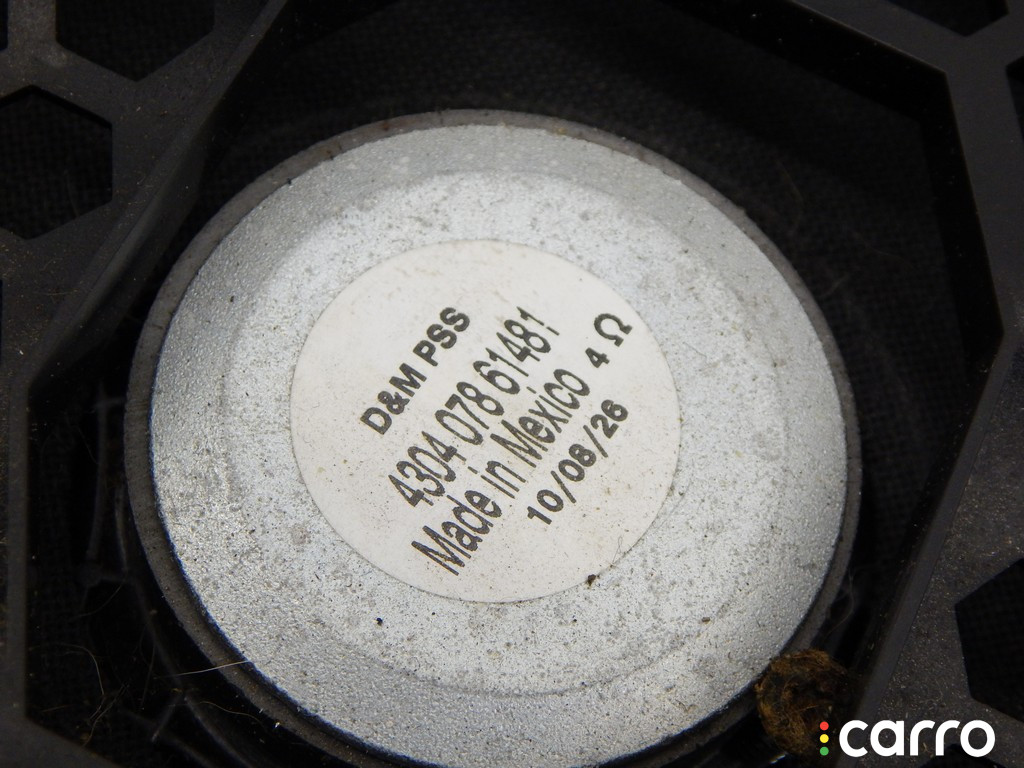 D&M PSS
4304 078 61481
Made in Mexico 4 Ω
10/08/26
carro